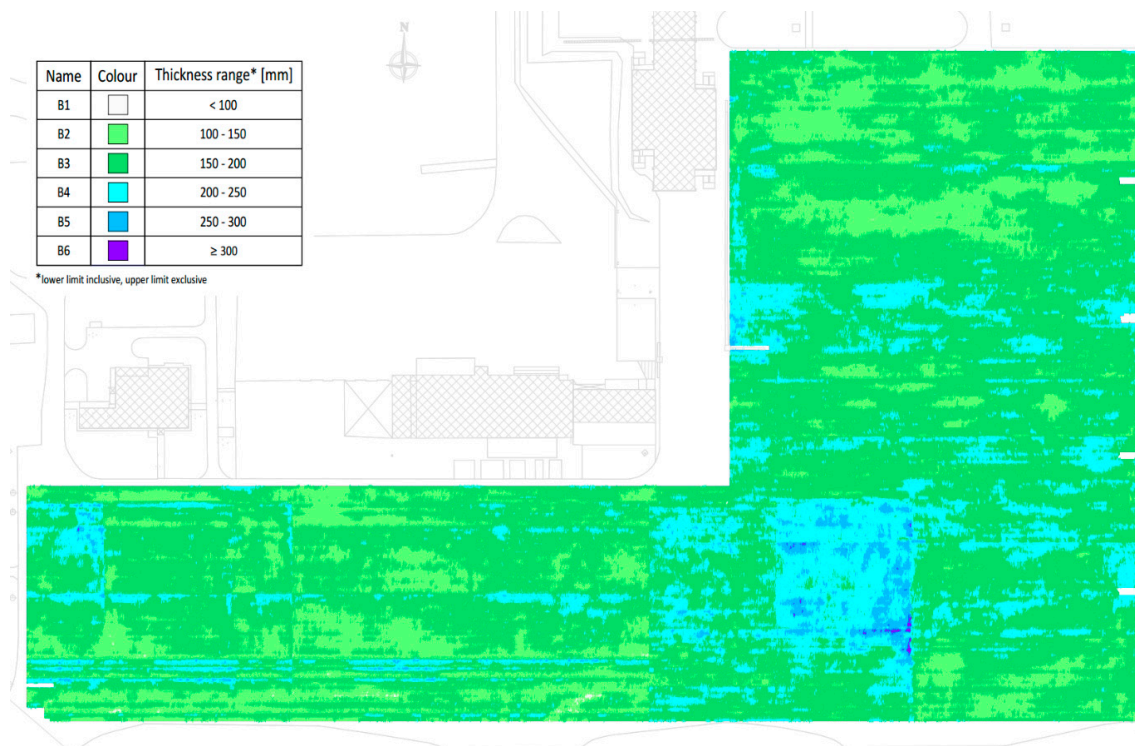 N
Name Colour Thickness range* [mm]
B1 < 100
B2 100 - 150
B3 150 - 200
B4 200 - 250
B5 250 - 300
B6 ≥ 300
*lower limit inclusive, upper limit exclusive